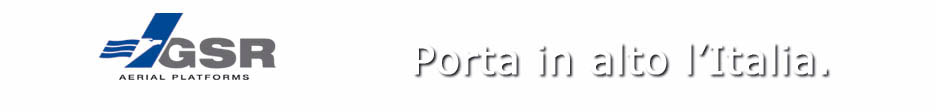 GSR
AERIAL PLATFORMS
Porta in alto l'Italia.